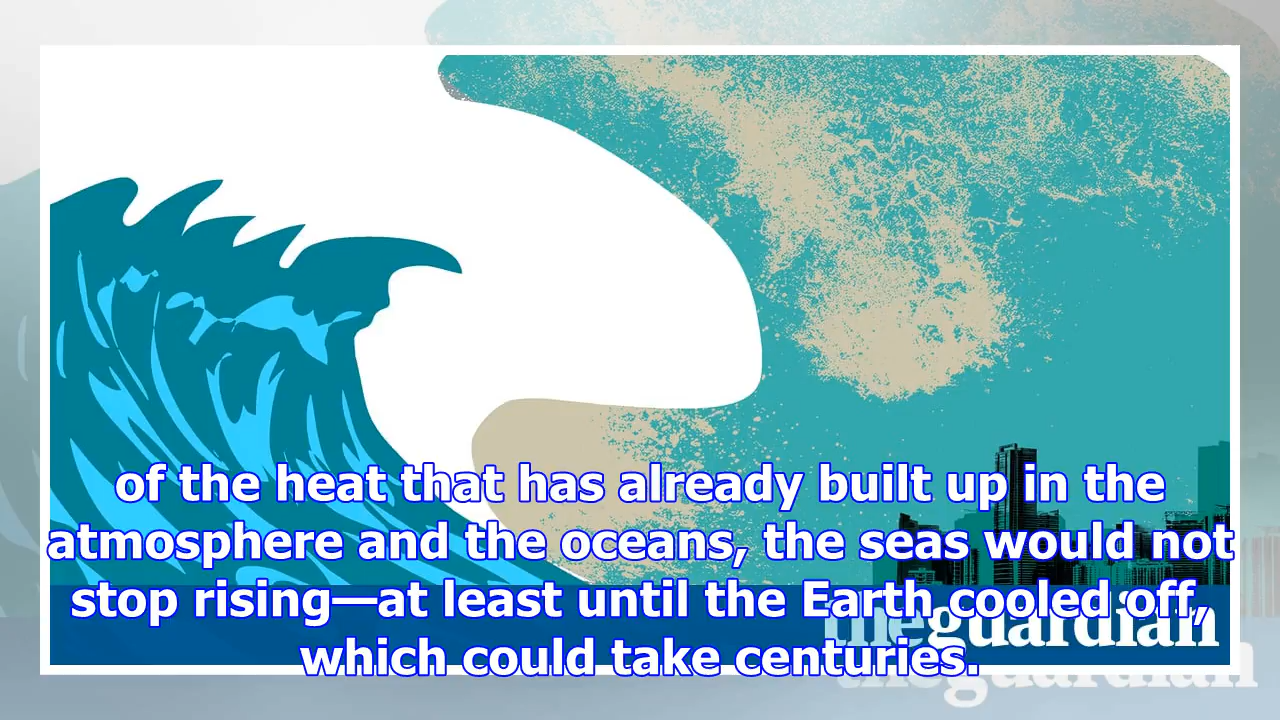 of the heat that has already built up in the
atmosphere and the oceans, the seas would not
stop rising—at least until the Earth cooled off,
which could take centuries.
theguardian
theguardian